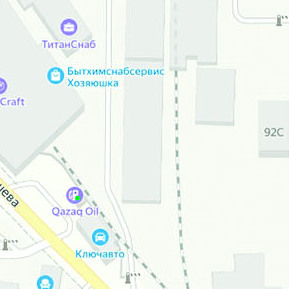 ТитанСнаб
Бытхимснабсервис
Хозяюшка
Craft
92С
Qazaq Oil
Ключавто